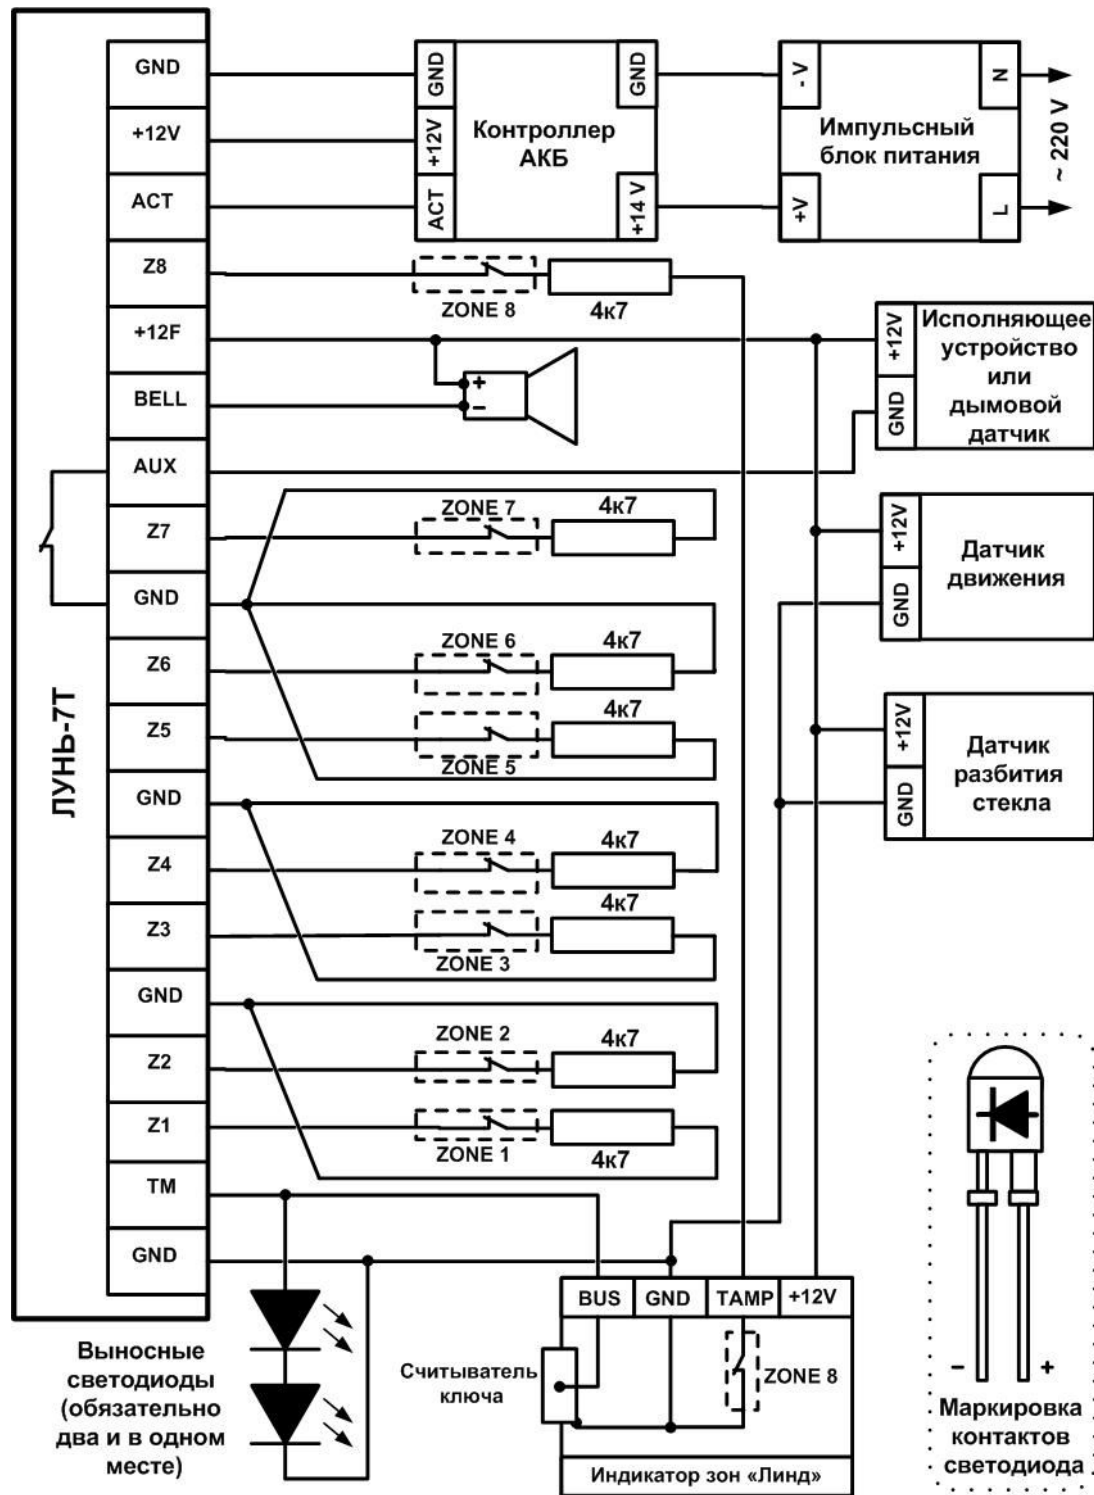 ЛУНЬ-7Т
GND
+12V
ACT
Z8
+12F
BELL
AUX
Z7
GND
Z6
Z5
GND
Z4
Z3
GND
Z2
Z1
TM
GND
GND
+12V
ACT
Контроллер
АКБ
GND
+14 V
- V
+V
Импульсный
блок питания
N
L
~ 220 V
ZONE 8
4к7
+
−
+12V
GND
Исполняющее
устройство
или
дымовой
датчик
ZONE 7
4к7
+12V
GND
Датчик
движения
ZONE 6
4к7
4к7
ZONE 5
+12V
GND
Датчик
разбития
стекла
ZONE 4
4к7
4к7
ZONE 3
ZONE 2
4к7
ZONE 1
4к7
Выносные
светодиоды
(обязательно
два и в одном
месте)
BUS
GND
TAMP
+12V
Считыватель
ключа
ZONE 8
Индикатор зон «Линд»
−
+
Маркировка
контактов
светодиода